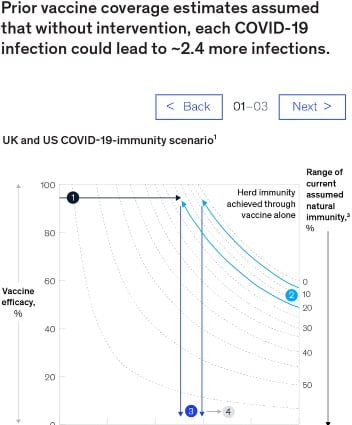 Prior vaccine coverage estimates assumed
that without intervention, each COVID-19
infection could lead to ~2.4 more infections.
< Back
01–03
Next >
UK and US COVID-19-immunity scenario¹
Range of
current
assumed
natural
immunity,³
%
100
1
Herd immunity
achieved through
vaccine alone
80
60
Vaccine
efficacy,
%
0
2
10
20
30
40
40
50
20
3
4
0